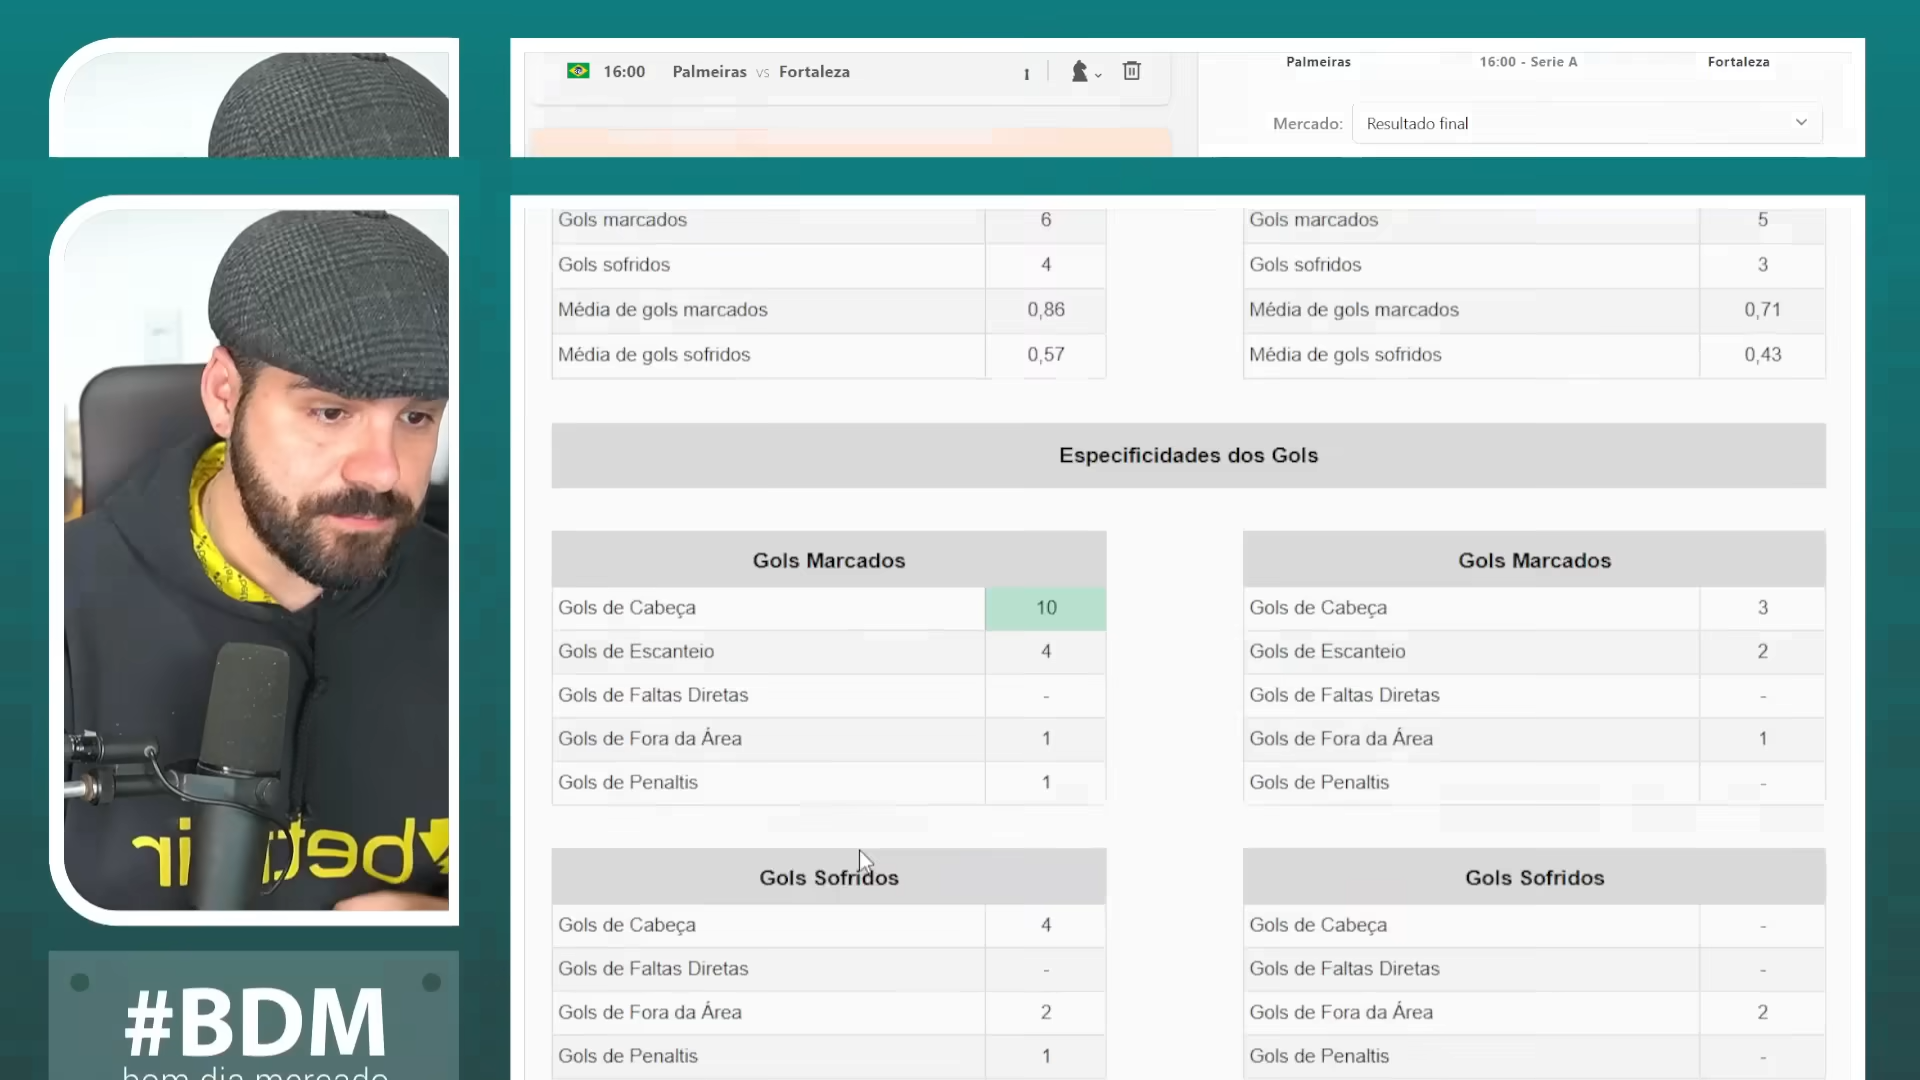 16:00 Palmeiras vs Fortaleza 1
Palmeiras 16:00 - Serie A Fortaleza
Mercado: Resultado final
Gols marcados 6
Gols sofridos 4
Média de gols marcados 0,86
Média de gols sofridos 0,57
Gols marcados 5
Gols sofridos 3
Média de gols marcados 0,71
Média de gols sofridos 0,43
Especificidades dos Gols
Gols Marcados
Gols de Cabeça 10
Gols de Escanteio 4
Gols de Faltas Diretas -
Gols de Fora da Área 1
Gols de Penaltis 1
Gols Marcados
Gols de Cabeça 3
Gols de Escanteio 2
Gols de Faltas Diretas -
Gols de Fora da Área 1
Gols de Penaltis -
Gols Sofridos
Gols de Cabeça 4
Gols de Faltas Diretas -
Gols de Fora da Área 2
Gols de Penaltis 1
Gols Sofridos
Gols de Cabeça -
Gols de Faltas Diretas -
Gols de Fora da Área 2
Gols de Penaltis -
#BDM
bom dia mercado